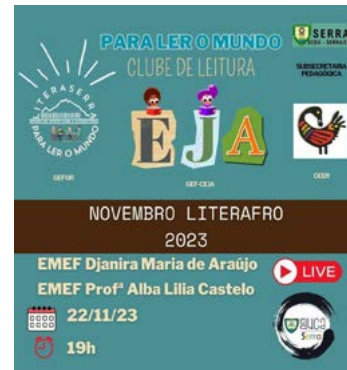 PARA LER O MUNDO
CLUBE DE LEITURA
SERRA
SUBSECRETARIA
PEDAGÓGICA
LITERASERRA
PARA LER O MUNDO
EJA
GEFOR
GEF-CEJA
CEER
NOVEMBRO LITERAFRO
2023
EMEF Djanira Maria de Araújo
EMEF Profª Alba Lilia Castelo
LIVE
22/11/23
19h
Serra